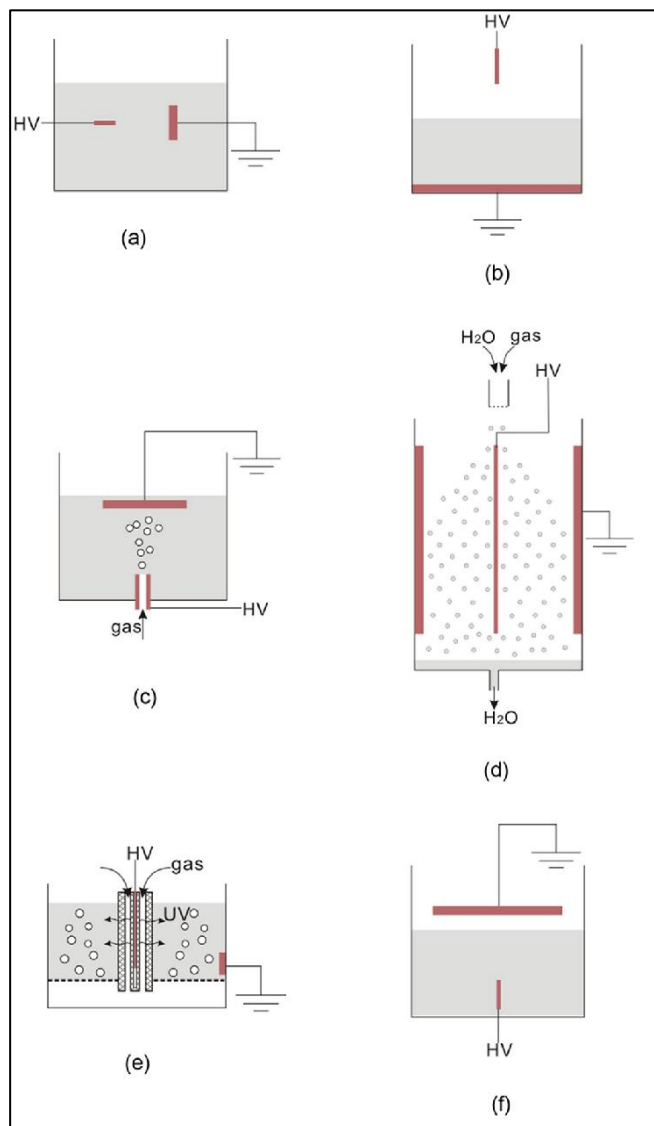 HV
(a)
HV
(b)
gas
HV
(c)
H₂O gas
HV
H₂O
(d)
HV
gas
UV
(e)
HV
(f)